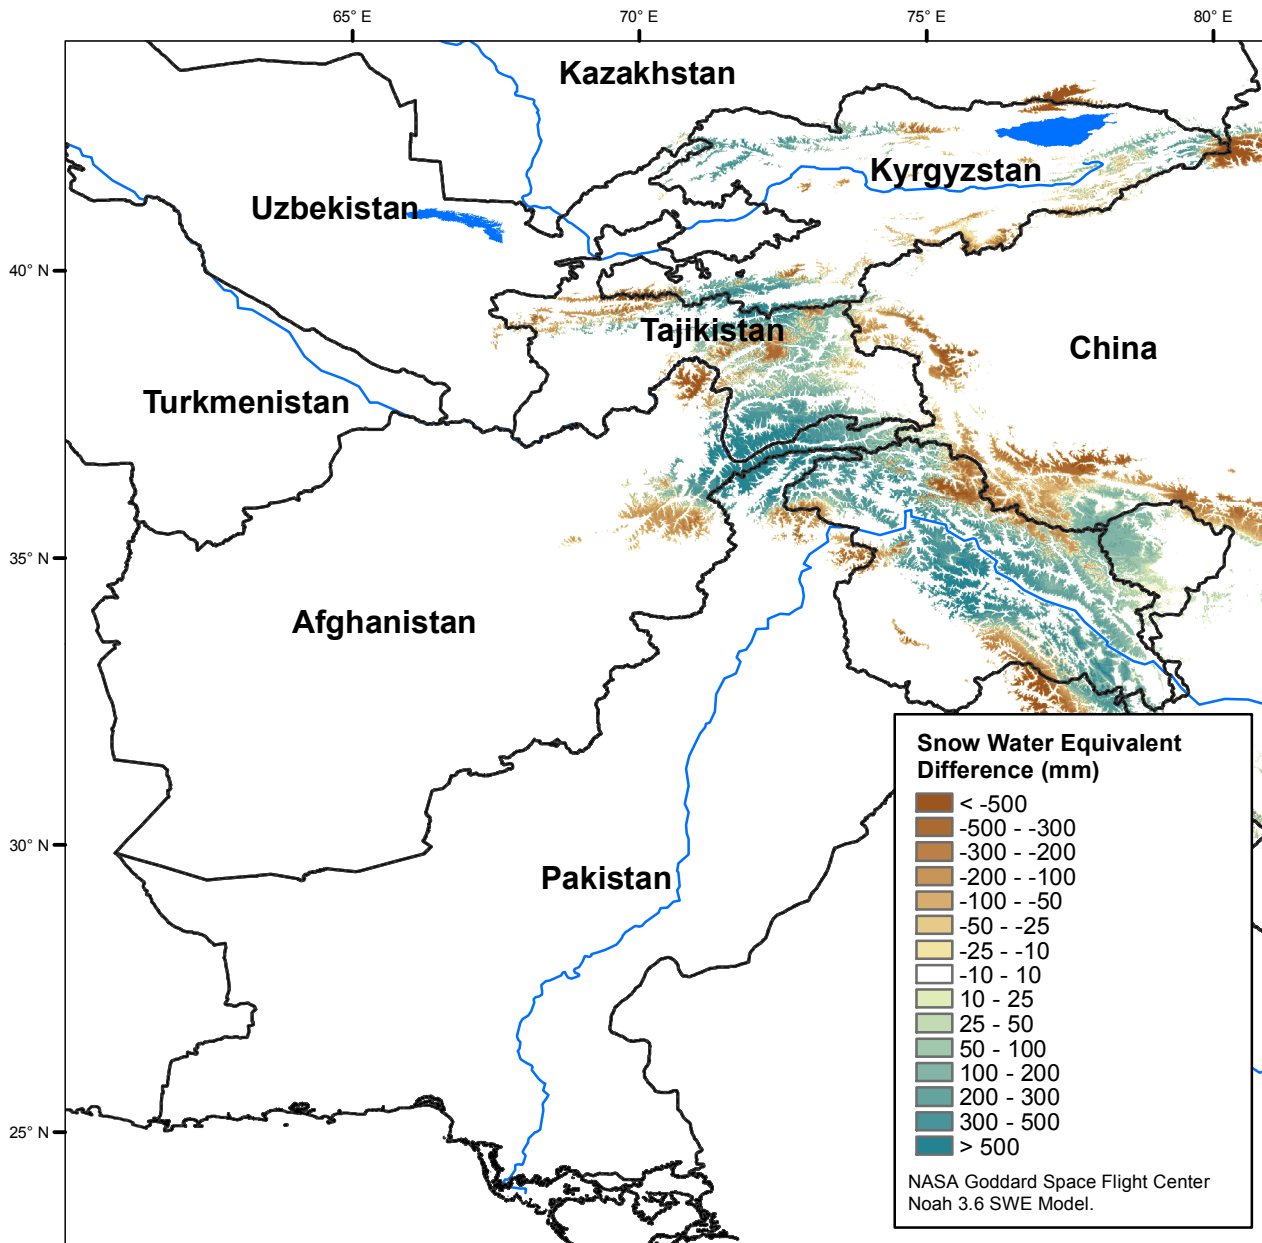 65° E 70° E 75° E 80° E
Kazakhstan
Kyrgyzstan
Uzbekistan
40° N
Tajikistan
China
Turkmenistan
35° N
Afghanistan
Snow Water Equivalent
Difference (mm)
< -500
-500 - -300
30° N
-300 - -200
Pakistan
-200 - -100
-100 - -50
-50 - -25
-25 - -10
-10 - 10
10 - 25
25 - 50
50 - 100
100 - 200
200 - 300
300 - 500
25° N
> 500
NASA Goddard Space Flight Center
Noah 3.6 SWE Model.